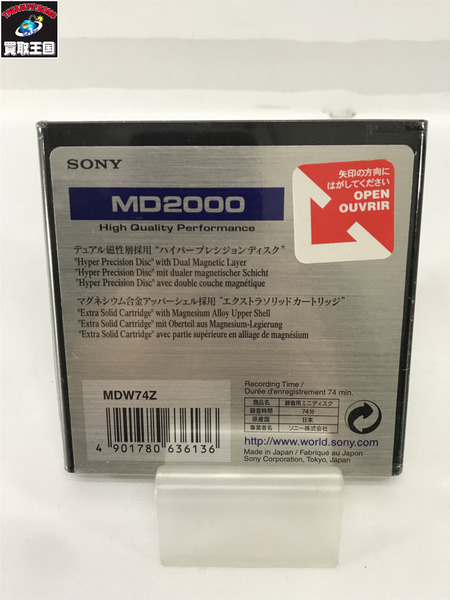 TREASURE KINGDOM
買取王国
SONY
矢印の方向に
はがしてください
OPEN
OUVRIR
MD2000
High Quality Performance
デュアル磁性層採用“ハイパープレシジョンディスク”
"Hyper Precision Disc" with Dual Magnetic Layer
"Hyper Precision Disc" mit dualer magnetischer Schicht
"Hyper Precision Disc" avec double couche magnétique
マグネシウム合金アッパーシェル採用“エクストラソリッドカートリッジ”
"Extra Solid Cartridge" with Magnesium Alloy Upper Shell
"Extra Solid Cartridge" mit Oberteil aus Magnesium-Legierung
"Extra Solid Cartridge" avec partie supérieure en alliage de magnésium
MDW74Z
4 901780 636136
Recording Time /
Durée d'enregistrement 74 min.
商品名 録音用ミニディスク
録音時間 74分
原産国 日本
事業者名 ソニー株式会社
http://www.world.sony.com
Made in Japan / Fabriqué au Japon
Sony Corporation, Tokyo, Japan